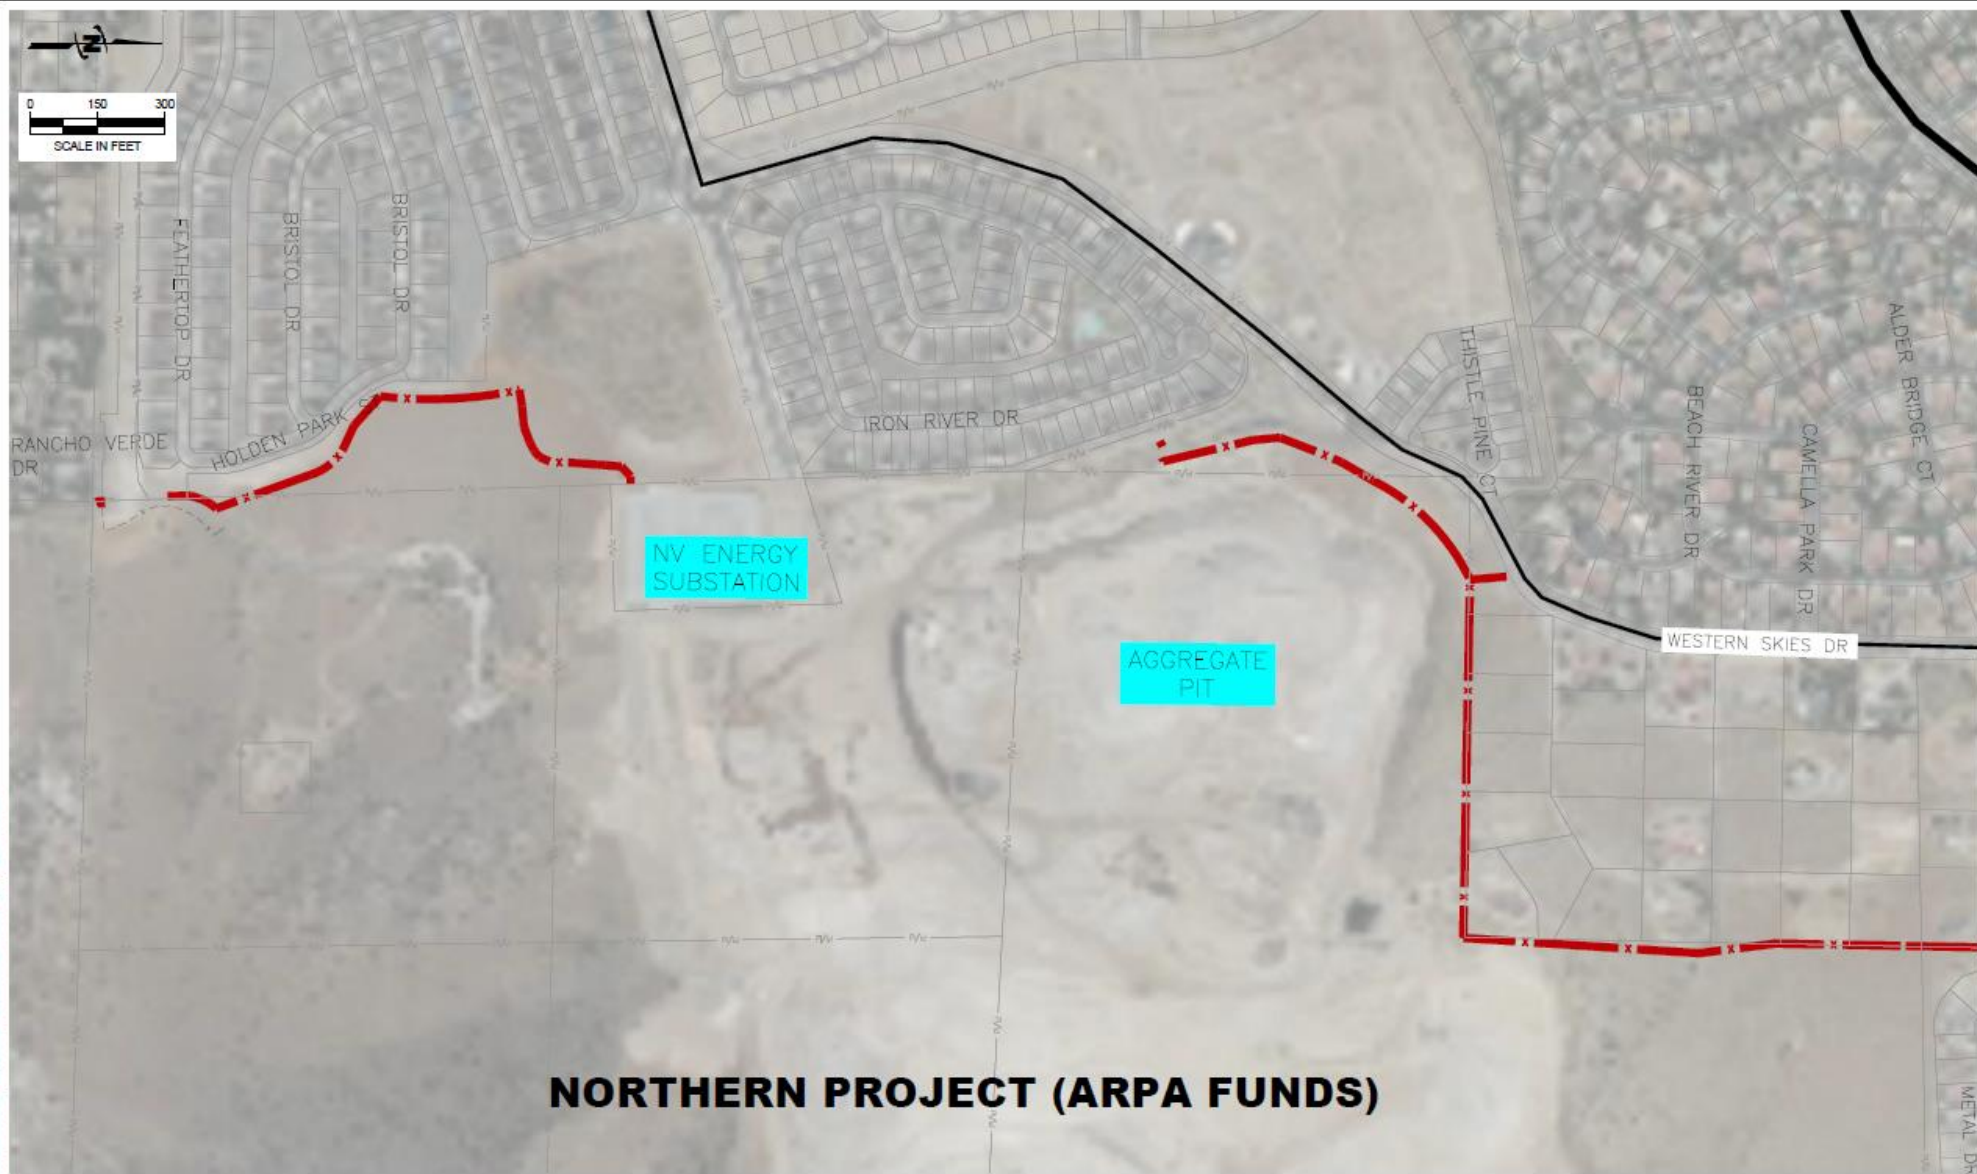 N
0 150 300
SCALE IN FEET
FEATHERTOP DR
BRISTOL DR
BRISTOL DR
RANCHO VERDE
DR
HOLDEN PARK
IRON RIVER DR
THISTLE PINE CT
BEACH RIVER DR
CAMELLA PARK DR
ALDER BRIDGE CT
NV ENERGY
SUBSTATION
AGGREGATE
PIT
WESTERN SKIES DR
METAL
NORTHERN PROJECT (ARPA FUNDS)